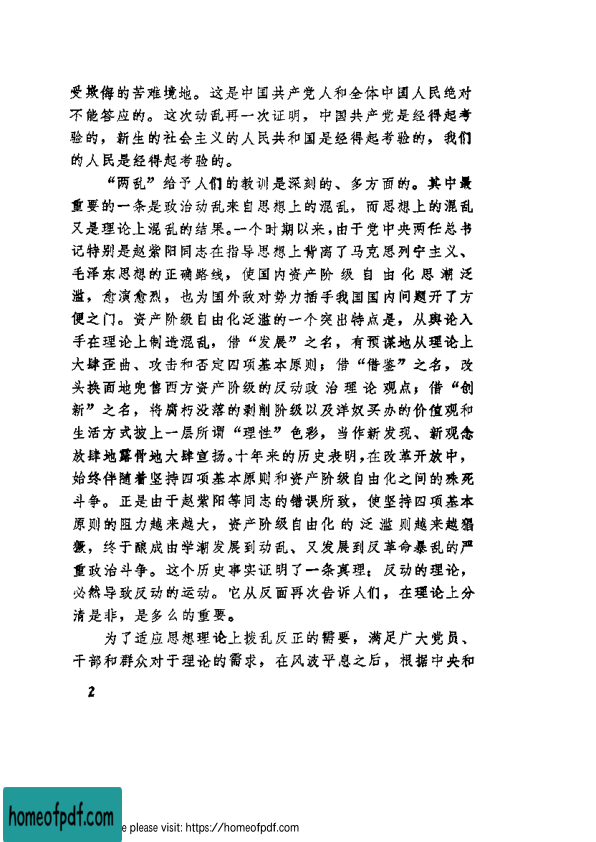 受欺侮的苦难境地。这是中国共产党人和全体中国人民绝对
不能答应的。这次动乱再一次证明，中国共产党是经得起考
验的，新生的社会主义的人民共和国是经得起考验的，我们
的人民是经得起考验的。
“两乱”给予人们的教训是深刻的、多方面的。其中最
重要的一条是政治动乱来自思想上的混乱，而思想上的混乱
又是理论上混乱的结果。一个时期以来，由于党中央两任总书
记特别是赵紫阳同志在指导思想上背离了马克思列宁主义、
毛泽东思想的正确路线，使国内资产阶级自由化思潮泛
滥，愈演愈烈，也为国外敌对势力插手我国国内问题开了方
便之门。资产阶级自由化泛滥的一个突出特点是，从舆论入
手在理论上制造混乱，借“发展”之名，有预谋地从理论上
大肆歪曲、攻击和否定四项基本原则；借“借鉴”之名，改
头换面地兜售西方资产阶级的反动政治理论观点；借“创
新”之名，将腐朽没落的剥削阶级以及洋奴买办的价值观和
生活方式披上一层所谓“理性”色彩，当作新发现、新观念
放肆地露骨地大肆宣扬。十年来的历史表明，在改革开放中，
始终伴随着坚持四项基本原则和资产阶级自由化之间的殊死
斗争。正是由于赵紫阳等同志的错误所致，使坚持四项基本
原则的阻力越来越大，资产阶级自由化的泛滥则越来越猖
獗，终于酿成由学潮发展到动乱、又发展到反革命暴乱的严
重政治斗争。这个历史事实证明了一条真理：反动的理论，
必然导致反动的运动。它从反面再次告诉人们，在理论上分
清是非，是多么的重要。
为了适应思想理论上拨乱反正的需要，满足广大党员、
干部和群众对于理论的需求，在风波平息之后，根据中央和
2
homeofpdf.com
e please visit: https://homeofpdf.com